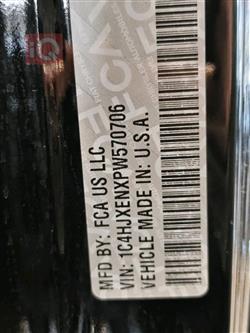 MFD BY: FCA US LLC
VIN: 1C4HJXENXPW570706
VEHICLE MADE IN: U.S.A.